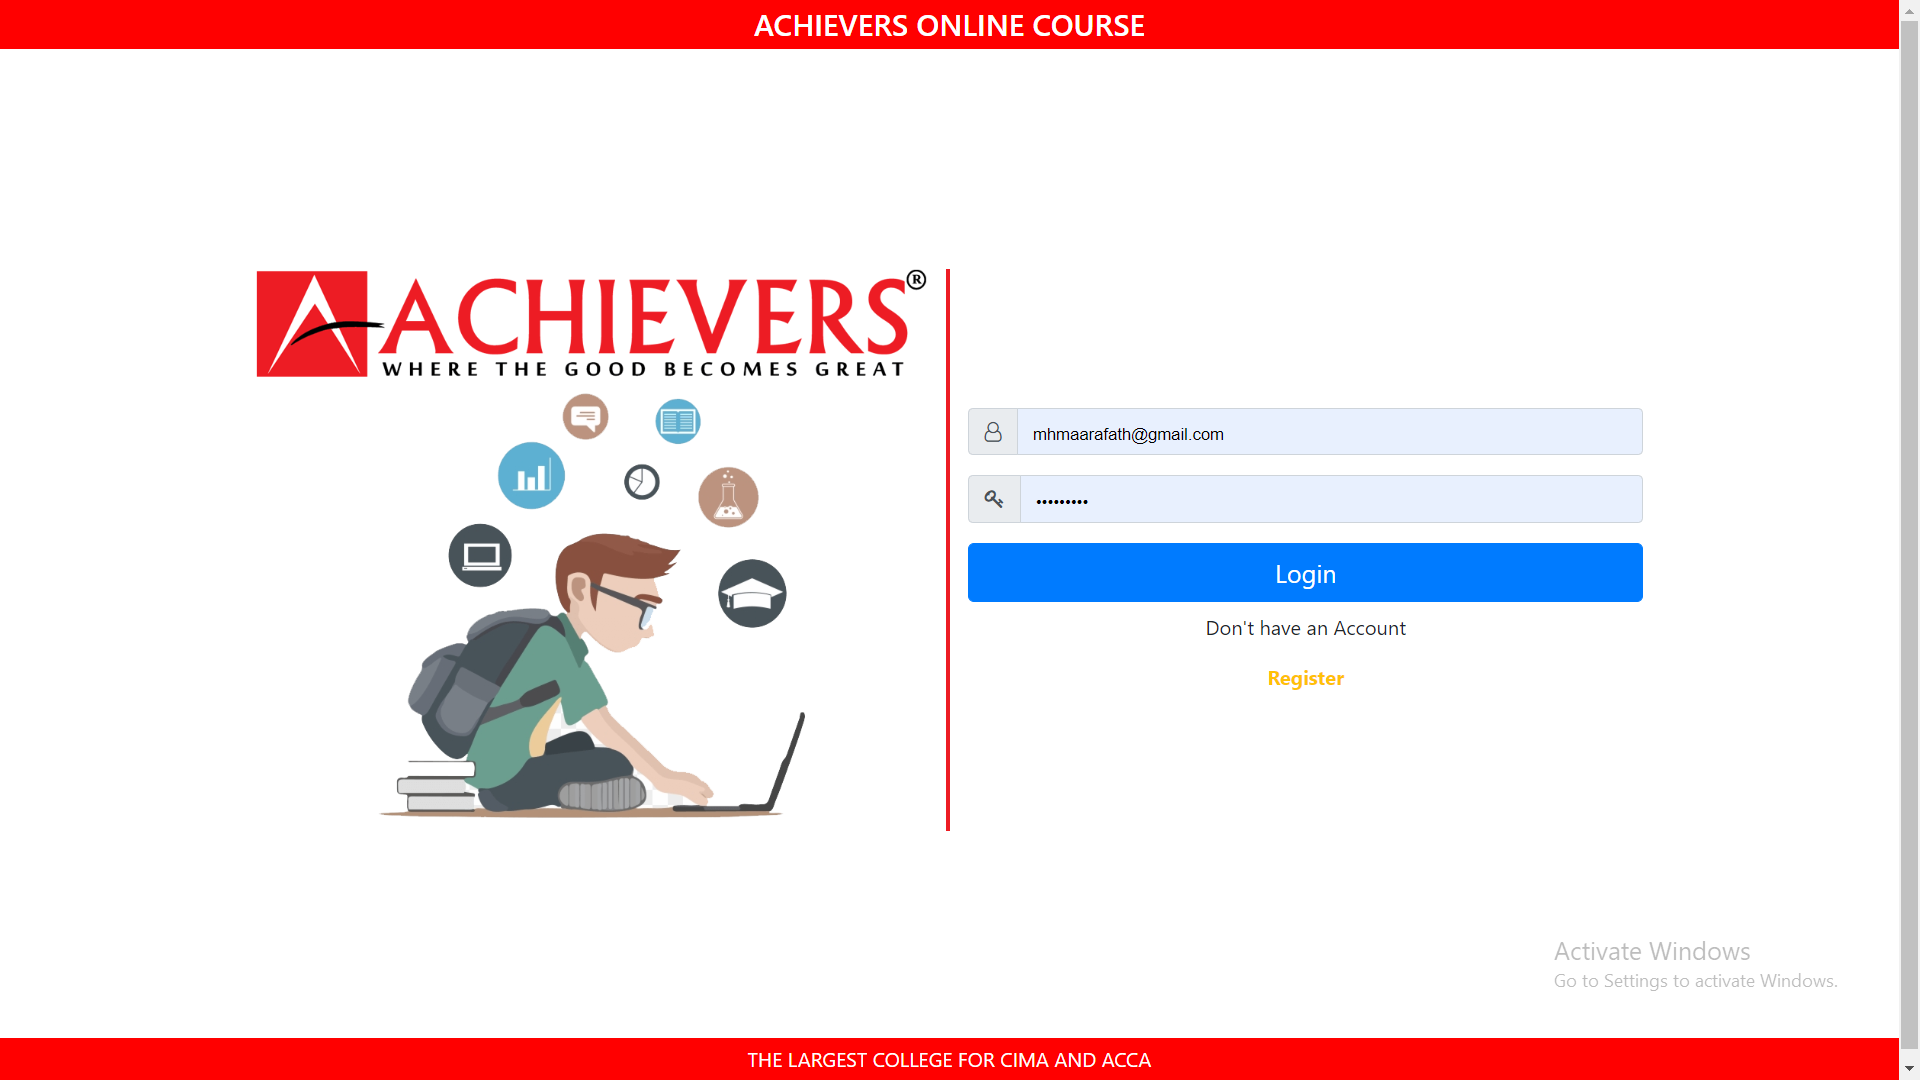 ACHIEVERS ONLINE COURSE
ACHIEVERS®
WHERE THE GOOD BECOMES GREAT
mhmaarafath@gmail.com
•••••••••
Login
Don't have an Account
Register
Activate Windows
Go to Settings to activate Windows.
THE LARGEST COLLEGE FOR CIMA AND ACCA